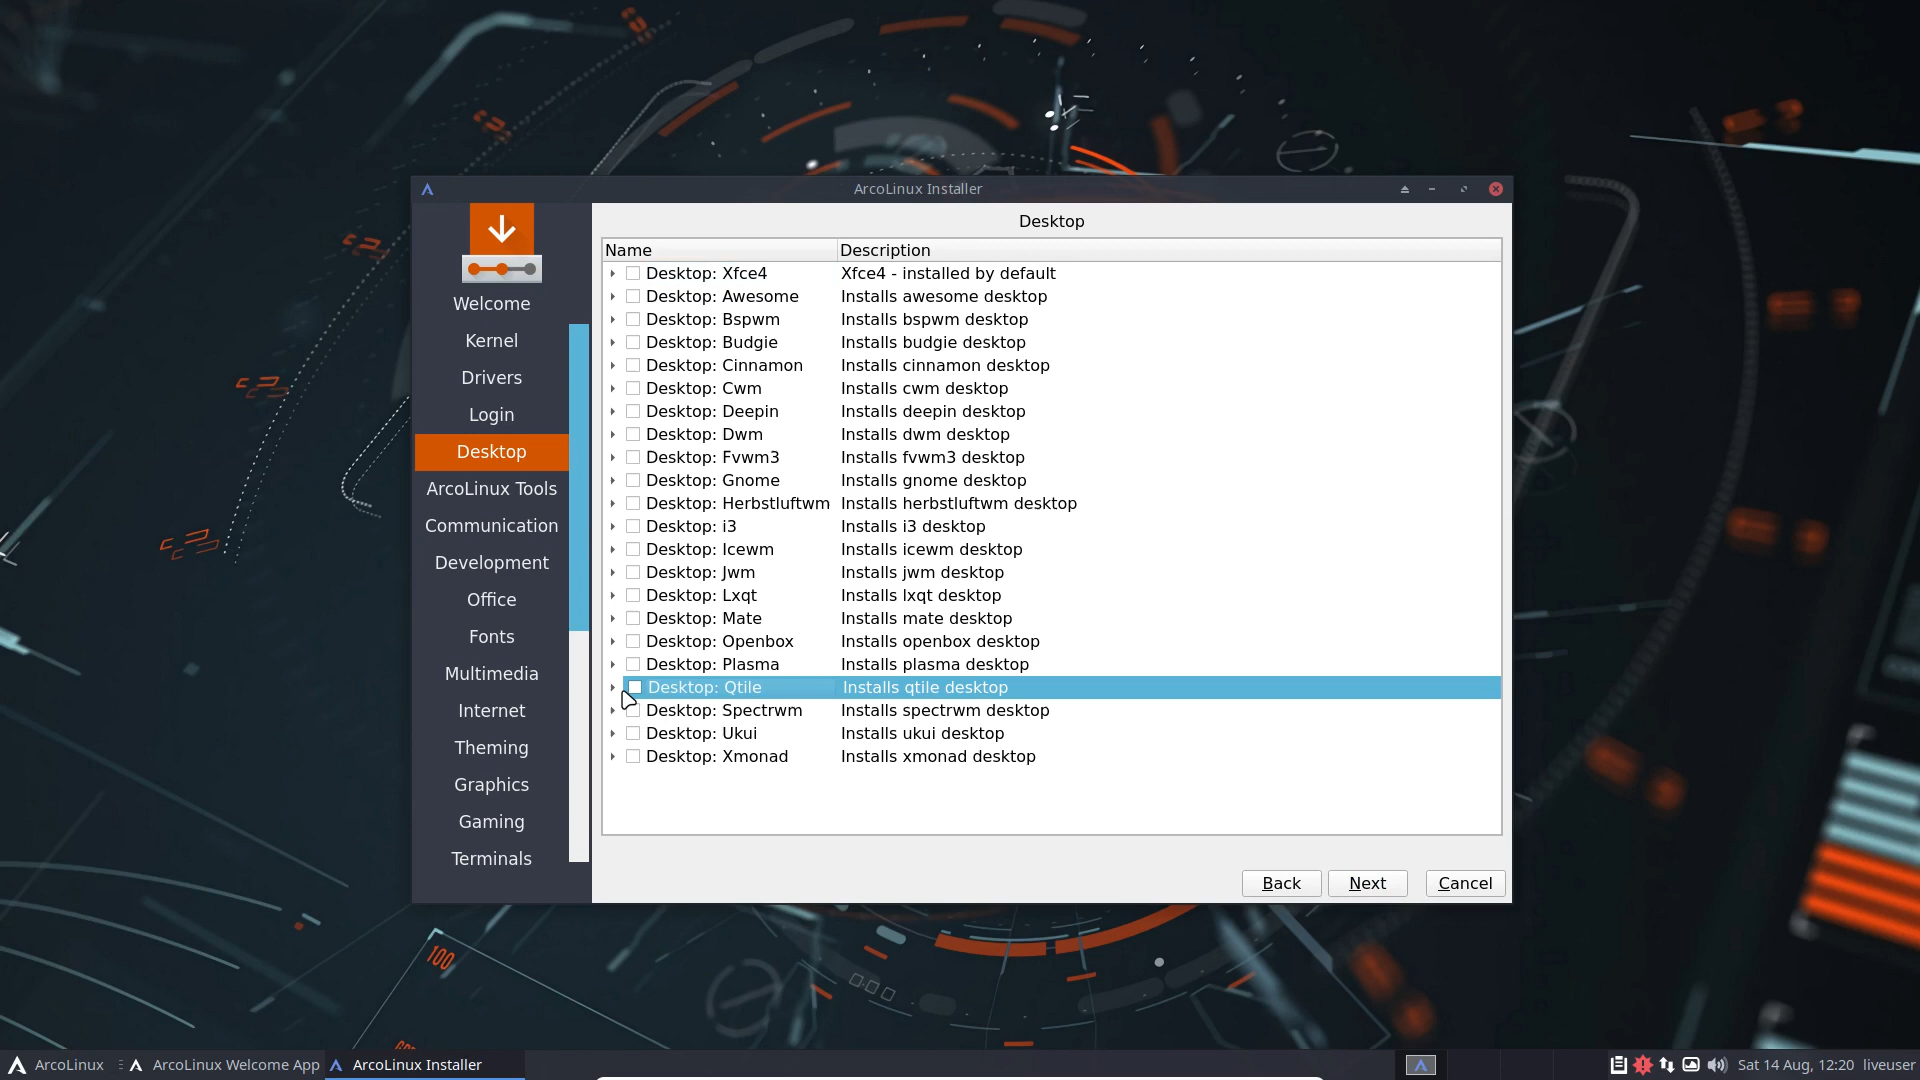 ArcoLinux Installer
Desktop
Name Description
Desktop: Xfce4 Xfce4 - installed by default
Desktop: Awesome Installs awesome desktop
Desktop: Bspwm Installs bspwm desktop
Desktop: Budgie Installs budgie desktop
Desktop: Cinnamon Installs cinnamon desktop
Desktop: Cwm Installs cwm desktop
Desktop: Deepin Installs deepin desktop
Desktop: Dwm Installs dwm desktop
Desktop: Fvwm3 Installs fvwm3 desktop
Desktop: Gnome Installs gnome desktop
Desktop: Herbstluftwm Installs herbstluftwm desktop
Desktop: i3 Installs i3 desktop
Desktop: Icewm Installs icewm desktop
Desktop: Jwm Installs jwm desktop
Desktop: Lxqt Installs lxqt desktop
Desktop: Mate Installs mate desktop
Desktop: Openbox Installs openbox desktop
Desktop: Plasma Installs plasma desktop
Desktop: Qtile Installs qtile desktop
Desktop: Spectrwm Installs spectrwm desktop
Desktop: Ukui Installs ukui desktop
Desktop: Xmonad Installs xmonad desktop
Welcome
Kernel
Drivers
Login
Desktop
ArcoLinux Tools
Communication
Development
Office
Fonts
Multimedia
Internet
Theming
Graphics
Gaming
Terminals
Back Next Cancel
100
ArcoLinux ArcoLinux Welcome App ArcoLinux Installer Sat 14 Aug, 12:20 liveuser